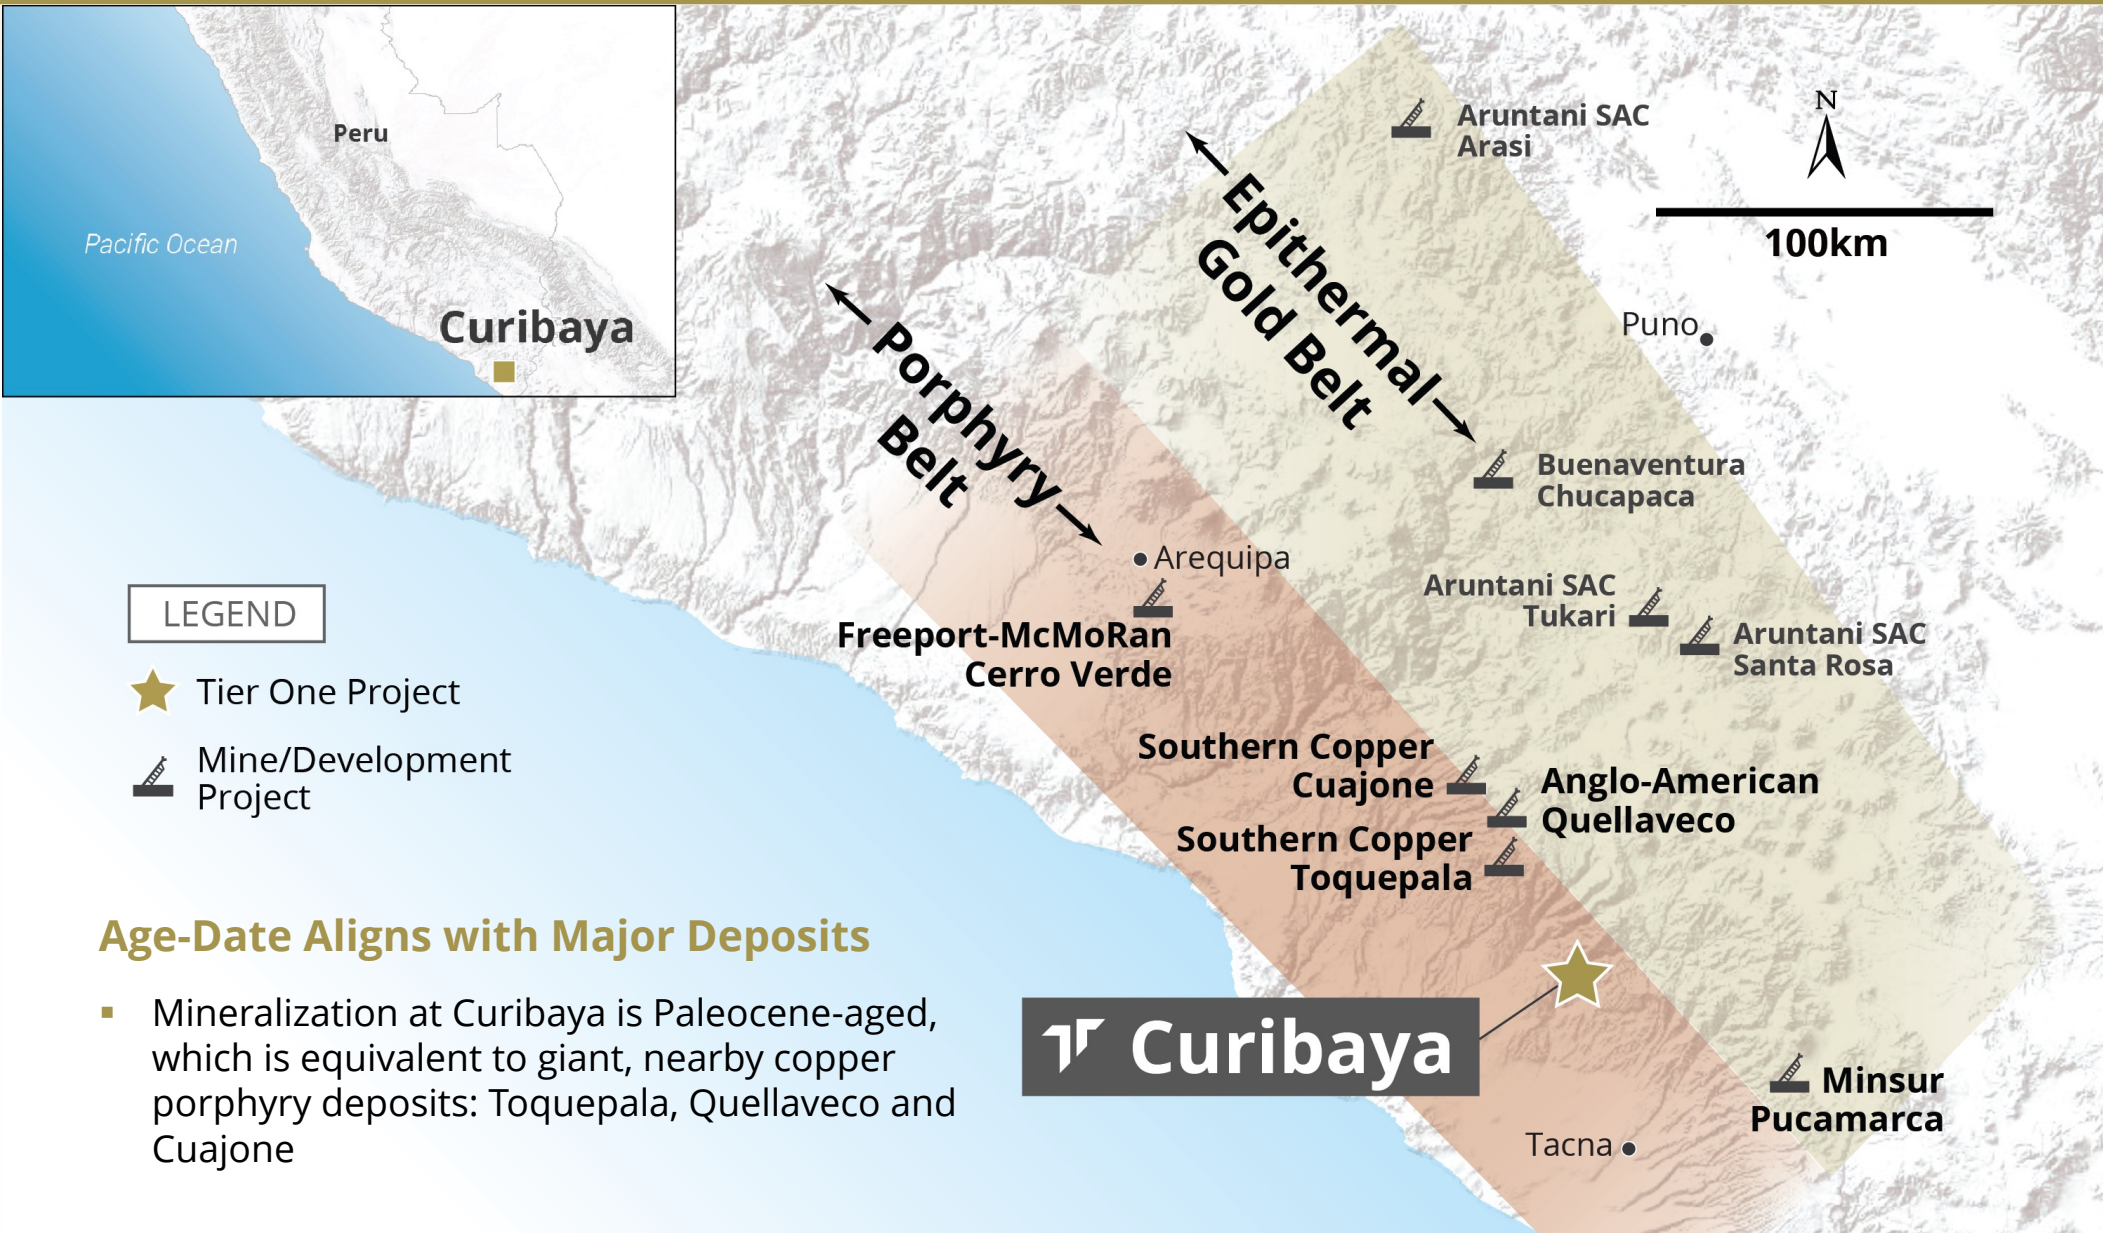 Peru
Pacific Ocean
Curibaya
Aruntani SAC
Arasi
N
100km
Epithermal
Gold Belt
Porphyry
Belt
Puno
Buenaventura
Chucapaca
Arequipa
Freeport-McMoRan
Cerro Verde
Aruntani SAC
Tukari
Aruntani SAC
Santa Rosa
Southern Copper
Cuajone
Anglo-American
Quellaveco
Southern Copper
Toquepala
LEGEND
Tier One Project
Mine/Development
Project
Age-Date Aligns with Major Deposits
▪ Mineralization at Curibaya is Paleocene-aged,
which is equivalent to giant, nearby copper
porphyry deposits: Toquepala, Quellaveco and
Cuajone
Curibaya
Minsur
Pucamarca
Tacna